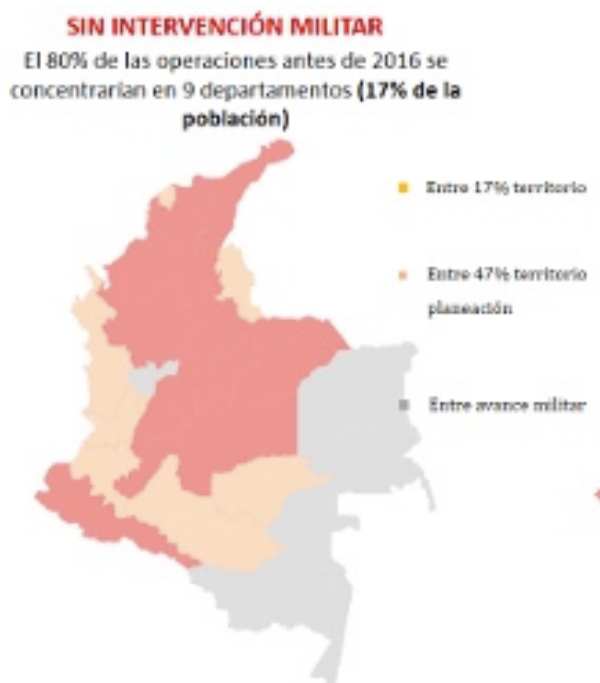 SIN INTERVENCIÓN MILITAR
El 80% de las operaciones antes de 2016 se
concentrarían en 9 departamentos (17% de la
población)
Entre 17% territorio
Entre 47% territorio
planeación
Entre avance militar